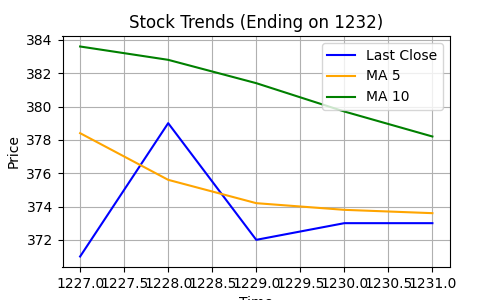 Stock Trends (Ending on 1232)
Price
384
382
380
378
376
374
372
Last Close
MA 5
MA 10
1227.0 1227.5 1228.0 1228.5 1229.0 1229.5 1230.0 1230.5 1231.0
Time